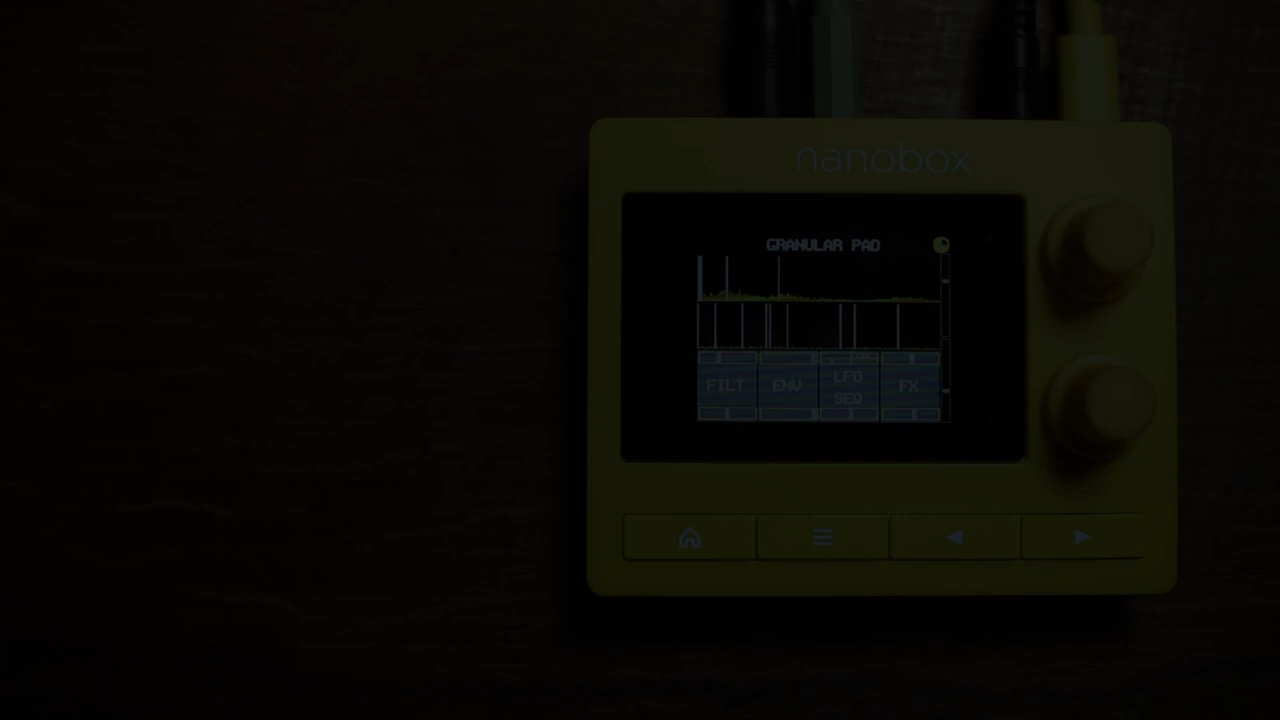 nanobox
GRANULAR PAD
FILT
ENV
LFO
SEQ
FX